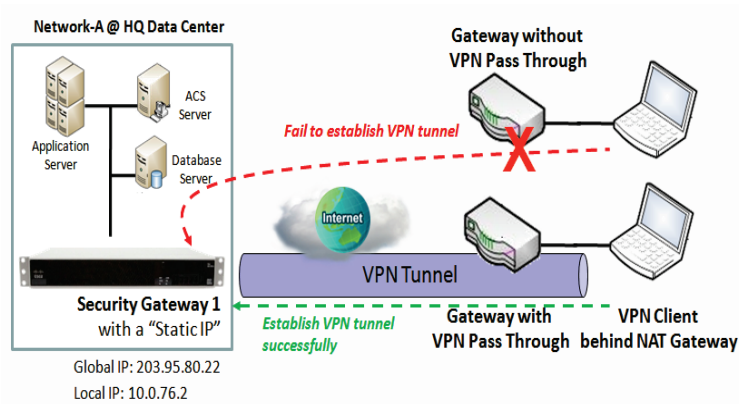 Network-A @ HQ Data Center
Application
Server
ACS
Server
Database
Server
Security Gateway 1
with a “Static IP”
Global IP: 203.95.80.22
Local IP: 10.0.76.2
Gateway without
VPN Pass Through
Fail to establish VPN tunnel
Internet
VPN Tunnel
Establish VPN tunnel
successfully
Gateway with
VPN Pass Through
VPN Client
behind NAT Gateway